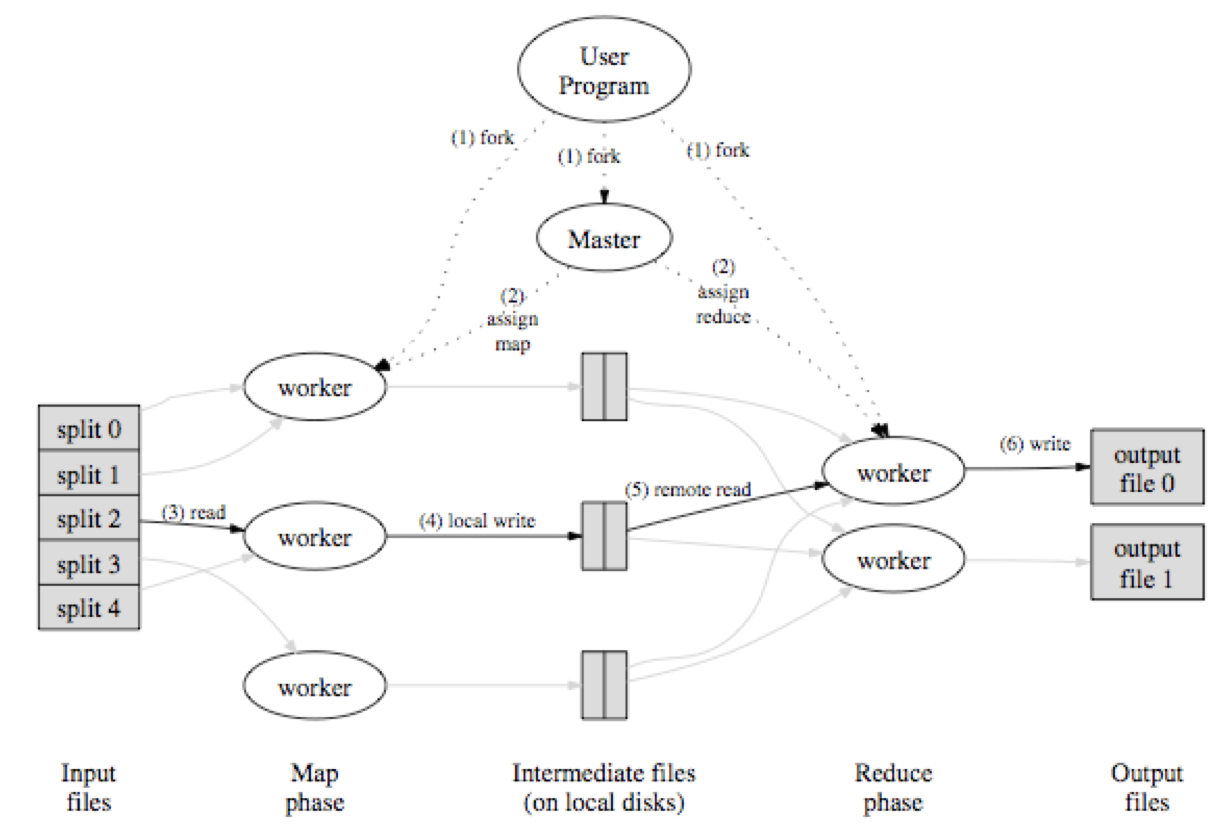 User
Program
(1) fork
(1) fork
(1) fork
Master
(2)
assign
map
(2)
assign
reduce
worker
split 0
split 1
split 2
split 3
split 4
(3) read
worker
(4) local write
(5) remote read
worker
(6) write
output
file 0
worker
output
file 1
worker
Input
files
Map
phase
Intermediate files
(on local disks)
Reduce
phase
Output
files